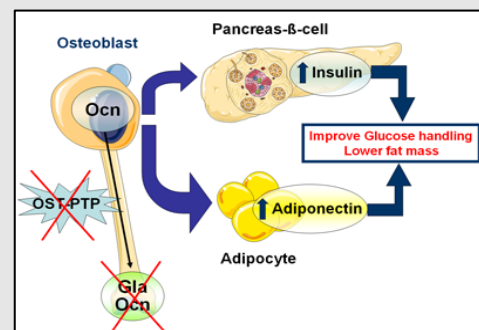 Pancreas-ß-cell
Osteoblast
Insulin
Ocn
Improve Glucose handling
Lower fat mass
OST-PTP
Adiponectin
Adipocyte
Gla
Ocn